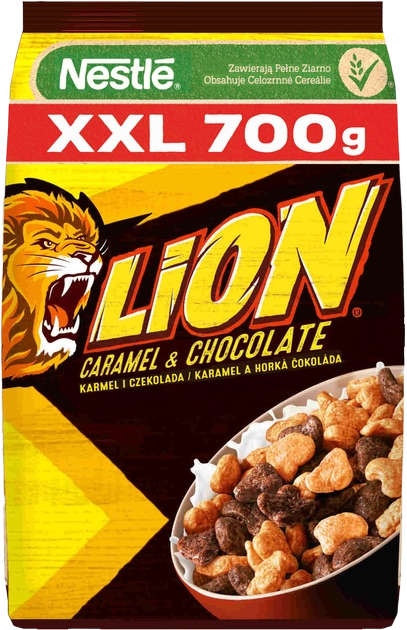 Nestlé®
Zawierają Pełne Ziarno
Obsahuje Celozrnné Cereálie
XXL 700g
LION®
CARAMEL & CHOCOLATE
KARMEL I CZEKOLADA / KARAMEL A HORKÁ ČOKOLÁDA